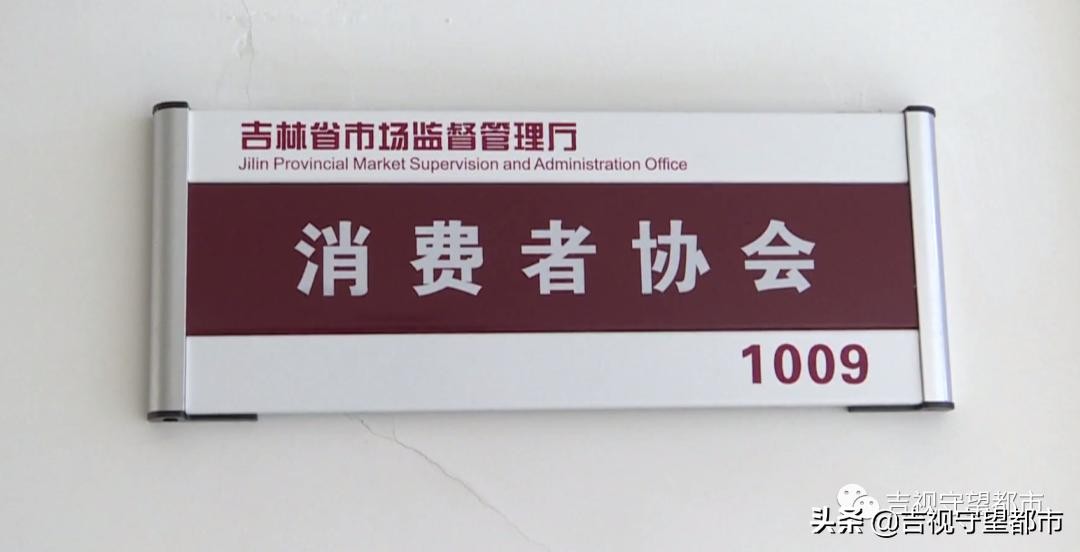 吉林省市场监督管理厅
Jilin Provincial Market Supervision and Administration Office
消费者协会
1009
吉视守望都市
头条 @吉视守望都市